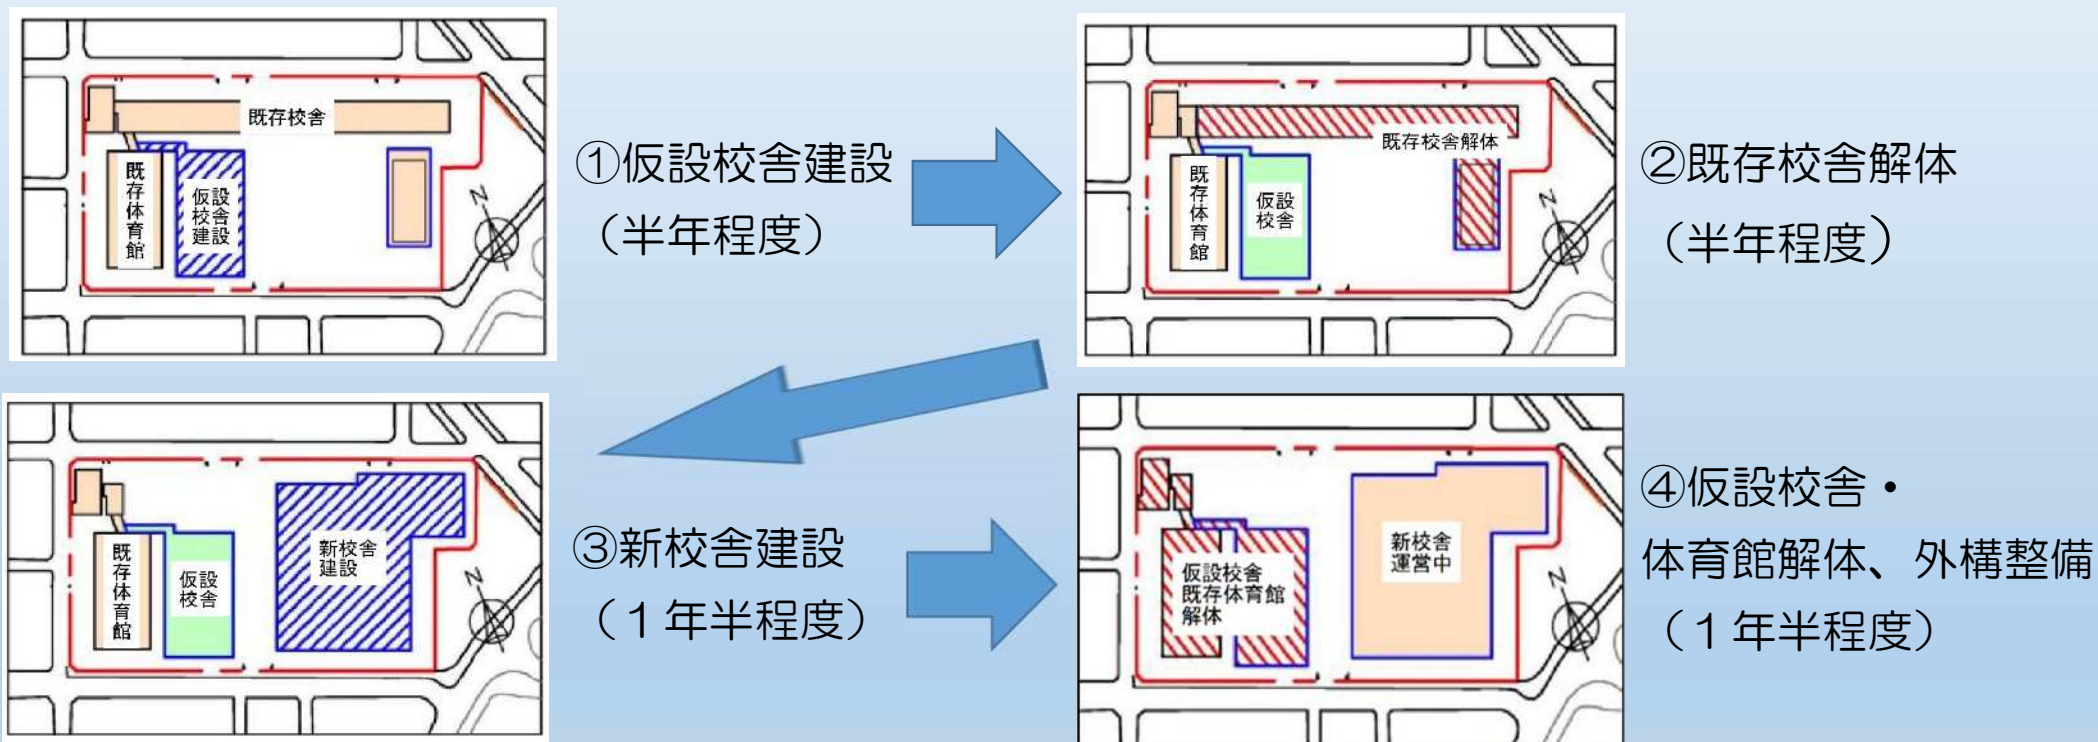 既存校舎
既存体育館
仮設
校舎
建設
N
①仮設校舎建設
（半年程度）
既存校舎解体
既存体育館
仮設
校舎
N
②既存校舎解体
（半年程度）
既存体育館
仮設
校舎
新校舎
建設
N
③新校舎建設
（１年半程度）
仮設校舎
既存体育館
解体
新校舎
運営中
N
④仮設校舎・
体育館解体、外構整備
（１年半程度）